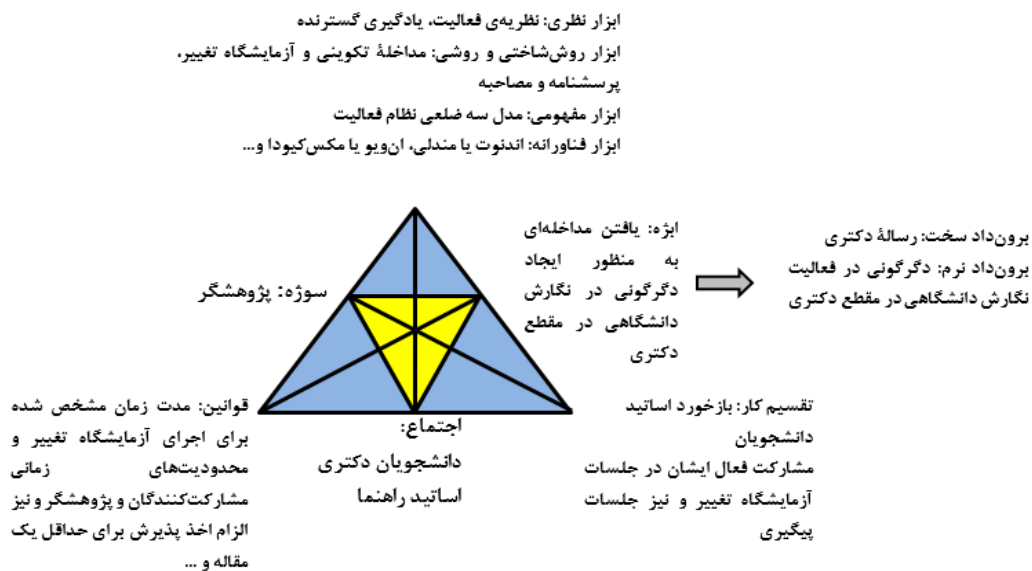 ابزار نظری: نظریه‌ی فعالیت، یادگیری گسترنده
ابزار روش‌شناختی و روشی: مداخلۀ تکوینی و آزمایشگاه تغییر،
پرسشنامه و مصاحبه
ابزار مفهومی: مدل سه ضلعی نظام فعالیت
ابزار فناورانه: اندنوت یا مندلی، ان‌ویو یا مکس‌کیودا و...
سوژه: پژوهشگر
ابژه: یافتن مداخله‌ای
به منظور ایجاد
دگرگونی در نگارش
دانشگاهی در مقطع
دکتری
برون‌داد سخت: رسالۀ دکتری
برون‌داد نرم: دگرگونی در فعالیت
نگارش دانشگاهی در مقطع دکتری
قوانین: مدت زمان مشخص شده
برای اجرای آزمایشگاه تغییر و
محدودیت‌های زمانی
مشارکت‌کنندگان و پژوهشگر و نیز
الزام اخذ پذیرش برای حداقل یک
مقاله و ...
اجتماع:
دانشجویان دکتری
اساتید راهنما
تقسیم کار: بازخورد اساتید
دانشجویان
مشارکت فعال ایشان در جلسات
آزمایشگاه تغییر و نیز جلسات
پیگیری